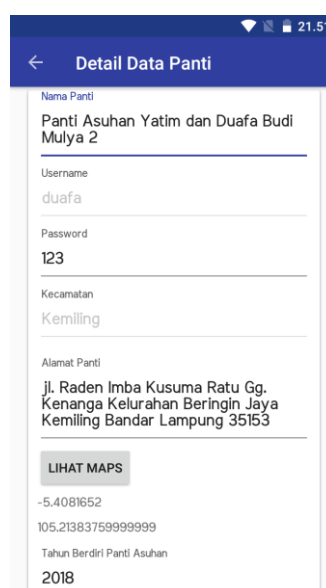 21.51
Detail Data Panti
Nama Panti
Panti Asuhan Yatim dan Duafa Budi
Mulya 2
Username
duafa
Password
123
Kecamatan
Kemiling
Alamat Panti
jl. Raden Imba Kusuma Ratu Gg.
Kenanga Kelurahan Beringin Jaya
Kemiling Bandar Lampung 35153
LIHAT MAPS
-5.4081652
105.21383759999999
Tahun Berdiri Panti Asuhan
2018